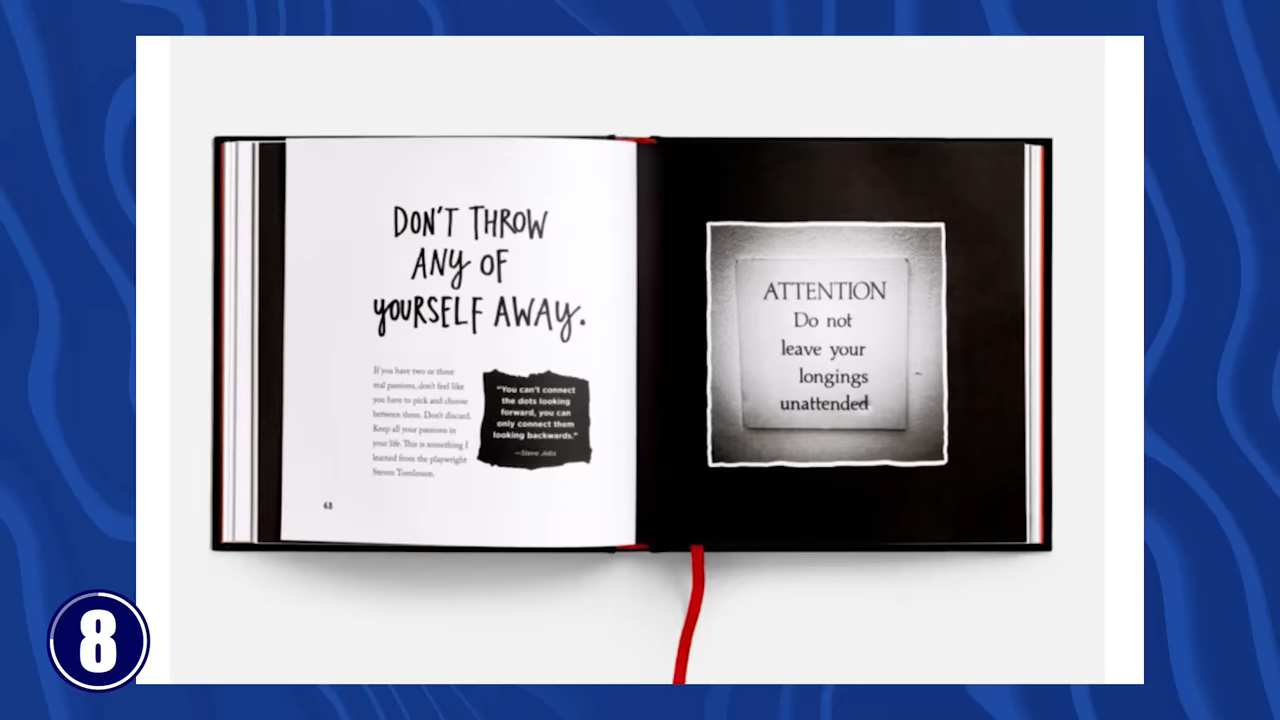 DON'T THROW
ANY OF
YOURSELF AWAY.
If you have two or three
real passions, don't feel like
you have to pick and choose
between them. Don't discard.
Keep all your passions in
your life. This is something I
learned from the playwright
Steven Tomlinson.
"You can't connect
the dots looking
forward, you can
only connect them
looking backwards."
—Steve Jobs
68
ATTENTION
Do not
leave your
longings
unattended
8